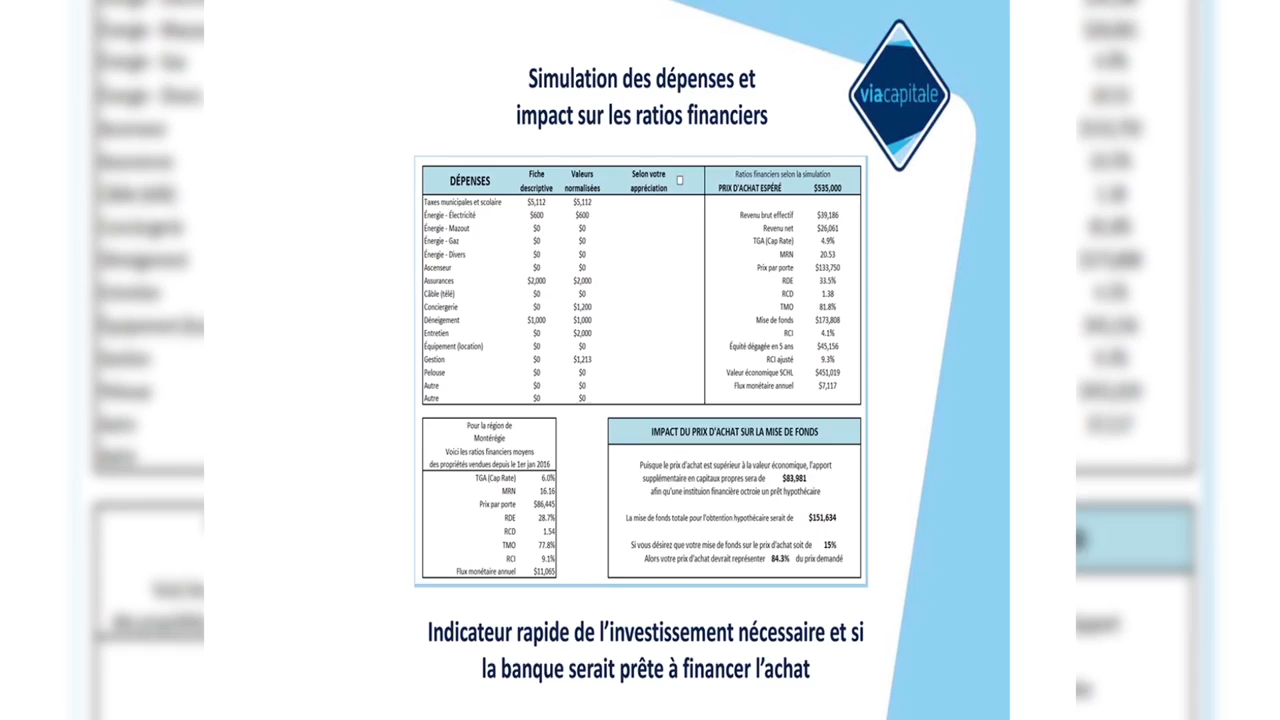 Simulation des dépenses et
impact sur les ratios financiers
viacapitale
DÉPENSES Fiche descriptive Valeurs normalisées Selon votre appréciation
Taxes municipales et scolaire $5,112 $5,112
Énergie - Électricité $600 $600
Énergie - Mazout $0 $0
Énergie - Gaz $0 $0
Énergie - Divers $0 $0
Ascenseur $0 $0
Assurances $2,000 $2,000
Câble (télé) $0 $0
Conciergerie $0 $1,200
Déneigement $1,000 $1,000
Entretien $0 $2,000
Équipement (location) $0 $0
Gestion $0 $1,213
Pelouse $0 $0
Autre $0 $0
Autre $0 $0
Ratios financiers selon la simulation
PRIX D'ACHAT ESPÉRÉ $535,000
Revenu brut effectif $39,186
Revenu net $26,061
TGA (Cap Rate) 4.9%
MRN 20.53
Prix par porte $133,750
RDE 33.5%
RCD 1.38
TMO 81.8%
Mise de fonds $173,808
RCI 4.1%
Équité dégagée en 5 ans $45,156
RCI ajusté 9.3%
Valeur économique SCHL $451,019
Flux monétaire annuel $7,117
Pour la région de
Montérégie
Voici les ratios financiers moyens
des propriétés vendues depuis le 1er jan 2016
TGA (Cap Rate) 6.0%
MRN 16.16
Prix par porte $86,445
RDE 28.7%
RCD 1.54
TMO 77.8%
RCI 9.1%
Flux monétaire annuel $11,065
IMPACT DU PRIX D'ACHAT SUR LA MISE DE FONDS
Puisque le prix d'achat est supérieur à la valeur économique, l'apport
supplémentaire en capitaux propres sera de $83,981
afin qu'une instituion financière octroie un prêt hypothécaire
La mise de fonds totale pour l'obtention hypothécaire serait de $151,634
Si vous désirez que votre mise de fonds sur le prix d'achat soit de 15%
Alors votre prix d'achat devrait représenter 84.3% du prix demandé
Indicateur rapide de l'investissement nécessaire et si
la banque serait prête à financer l'achat